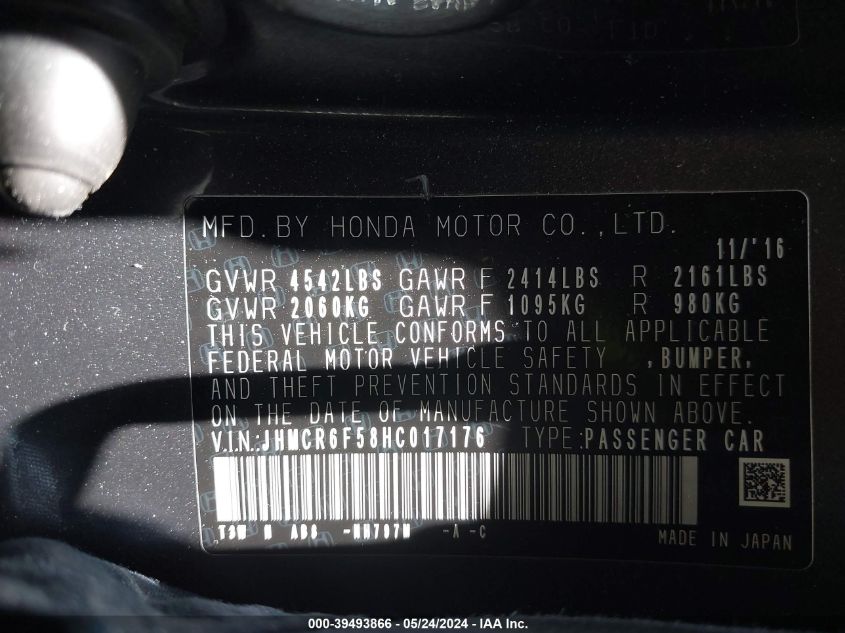 MFD. BY HONDA MOTOR CO., LTD.
11/'16
GVWR 4542LBS GAWR F 2414LBS R 2161LBS
GVWR 2060KG GAWR F 1095KG R 980KG
THIS VEHICLE CONFORMS TO ALL APPLICABLE
FEDERAL MOTOR VEHICLE SAFETY , BUMPER,
AND THEFT PREVENTION STANDARDS IN EFFECT
ON THE DATE OF MANUFACTURE SHOWN ABOVE.
V.I.N:JHMCR6F58HC017176 TYPE:PASSENGER CAR
-A -C
MADE IN JAPAN
000-39493866 / 05/24/2024 - IAA Inc.